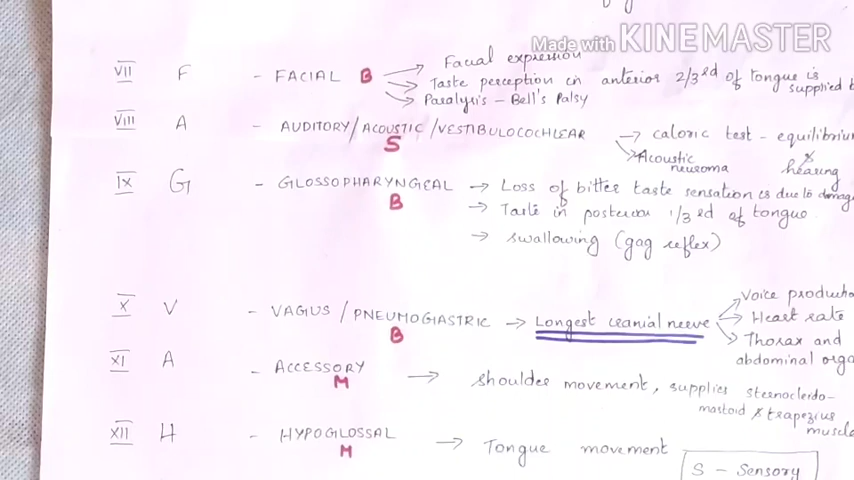 Made with KINEMASTER
VII F - FACIAL B → Facial expression
→ Taste perception in anterior 2/3rd of tongue is
supplied
→ Paralysis - Bell's Palsy
VIII A - AUDITORY/ACOUSTIC/VESTIBULOCOCHLEAR → caloric test - equilibrium
S → Acoustic neuroma & hearing
IX G - GLOSSOPHARYNGEAL → Loss of bitter taste sensation is due to damage
B → Taste in posterior 1/3rd of tongue
→ swallowing (gag reflex)
X V - VAGUS / PNEUMOGASTRIC → Longest cranial nerve → Voice productio
B → Heart rate
→ Thorax and
abdominal orga
XI A - ACCESSORY → shoulder movement, supplies sternocleido-
M mastoid & trapezius
muscle
XII H - HYPOGLOSSAL → Tongue movement
M
S - Sensory